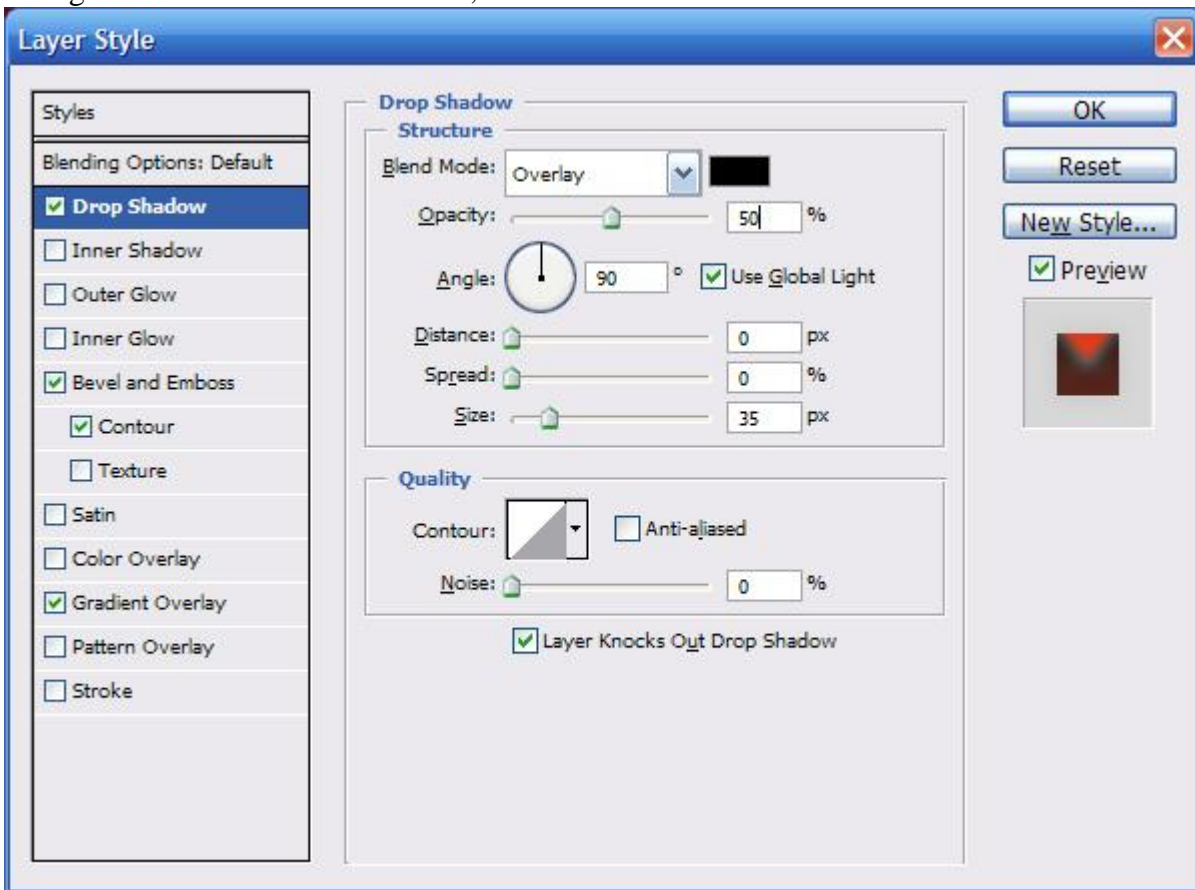 Layer Style
Styles
Blending Options: Default
Drop Shadow
Inner Shadow
Outer Glow
Inner Glow
Bevel and Emboss
Contour
Texture
Satin
Color Overlay
Gradient Overlay
Pattern Overlay
Stroke
Drop Shadow
Structure
Blend Mode: Overlay
Opacity: 50 %
Angle: 90 ° Use Global Light
Distance: 0 px
Spread: 0 %
Size: 35 px
Quality
Contour: Anti-aliased
Noise: 0 %
Layer Knocks Out Drop Shadow
OK
Reset
New Style...
Preview